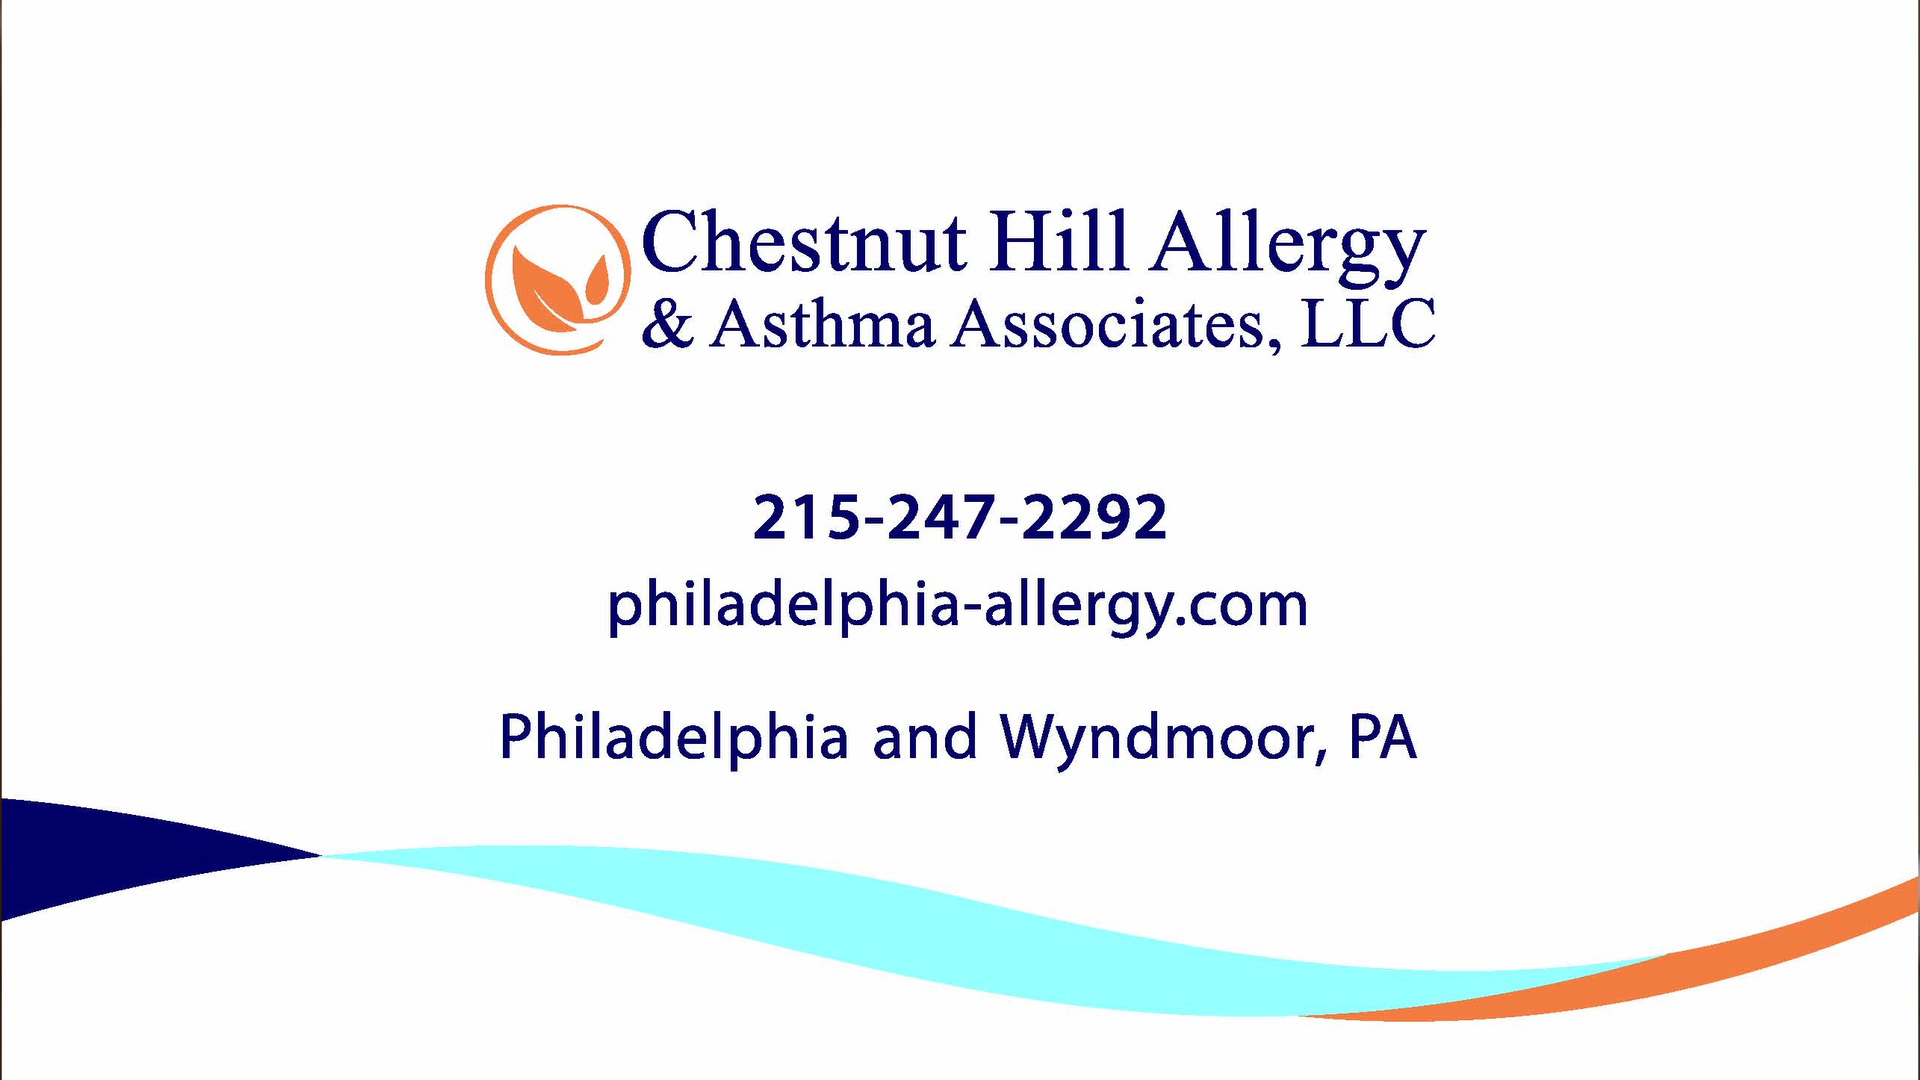 Chestnut Hill Allergy
& Asthma Associates, LLC
215-247-2292
philadelphia-allergy.com
Philadelphia and Wyndmoor, PA